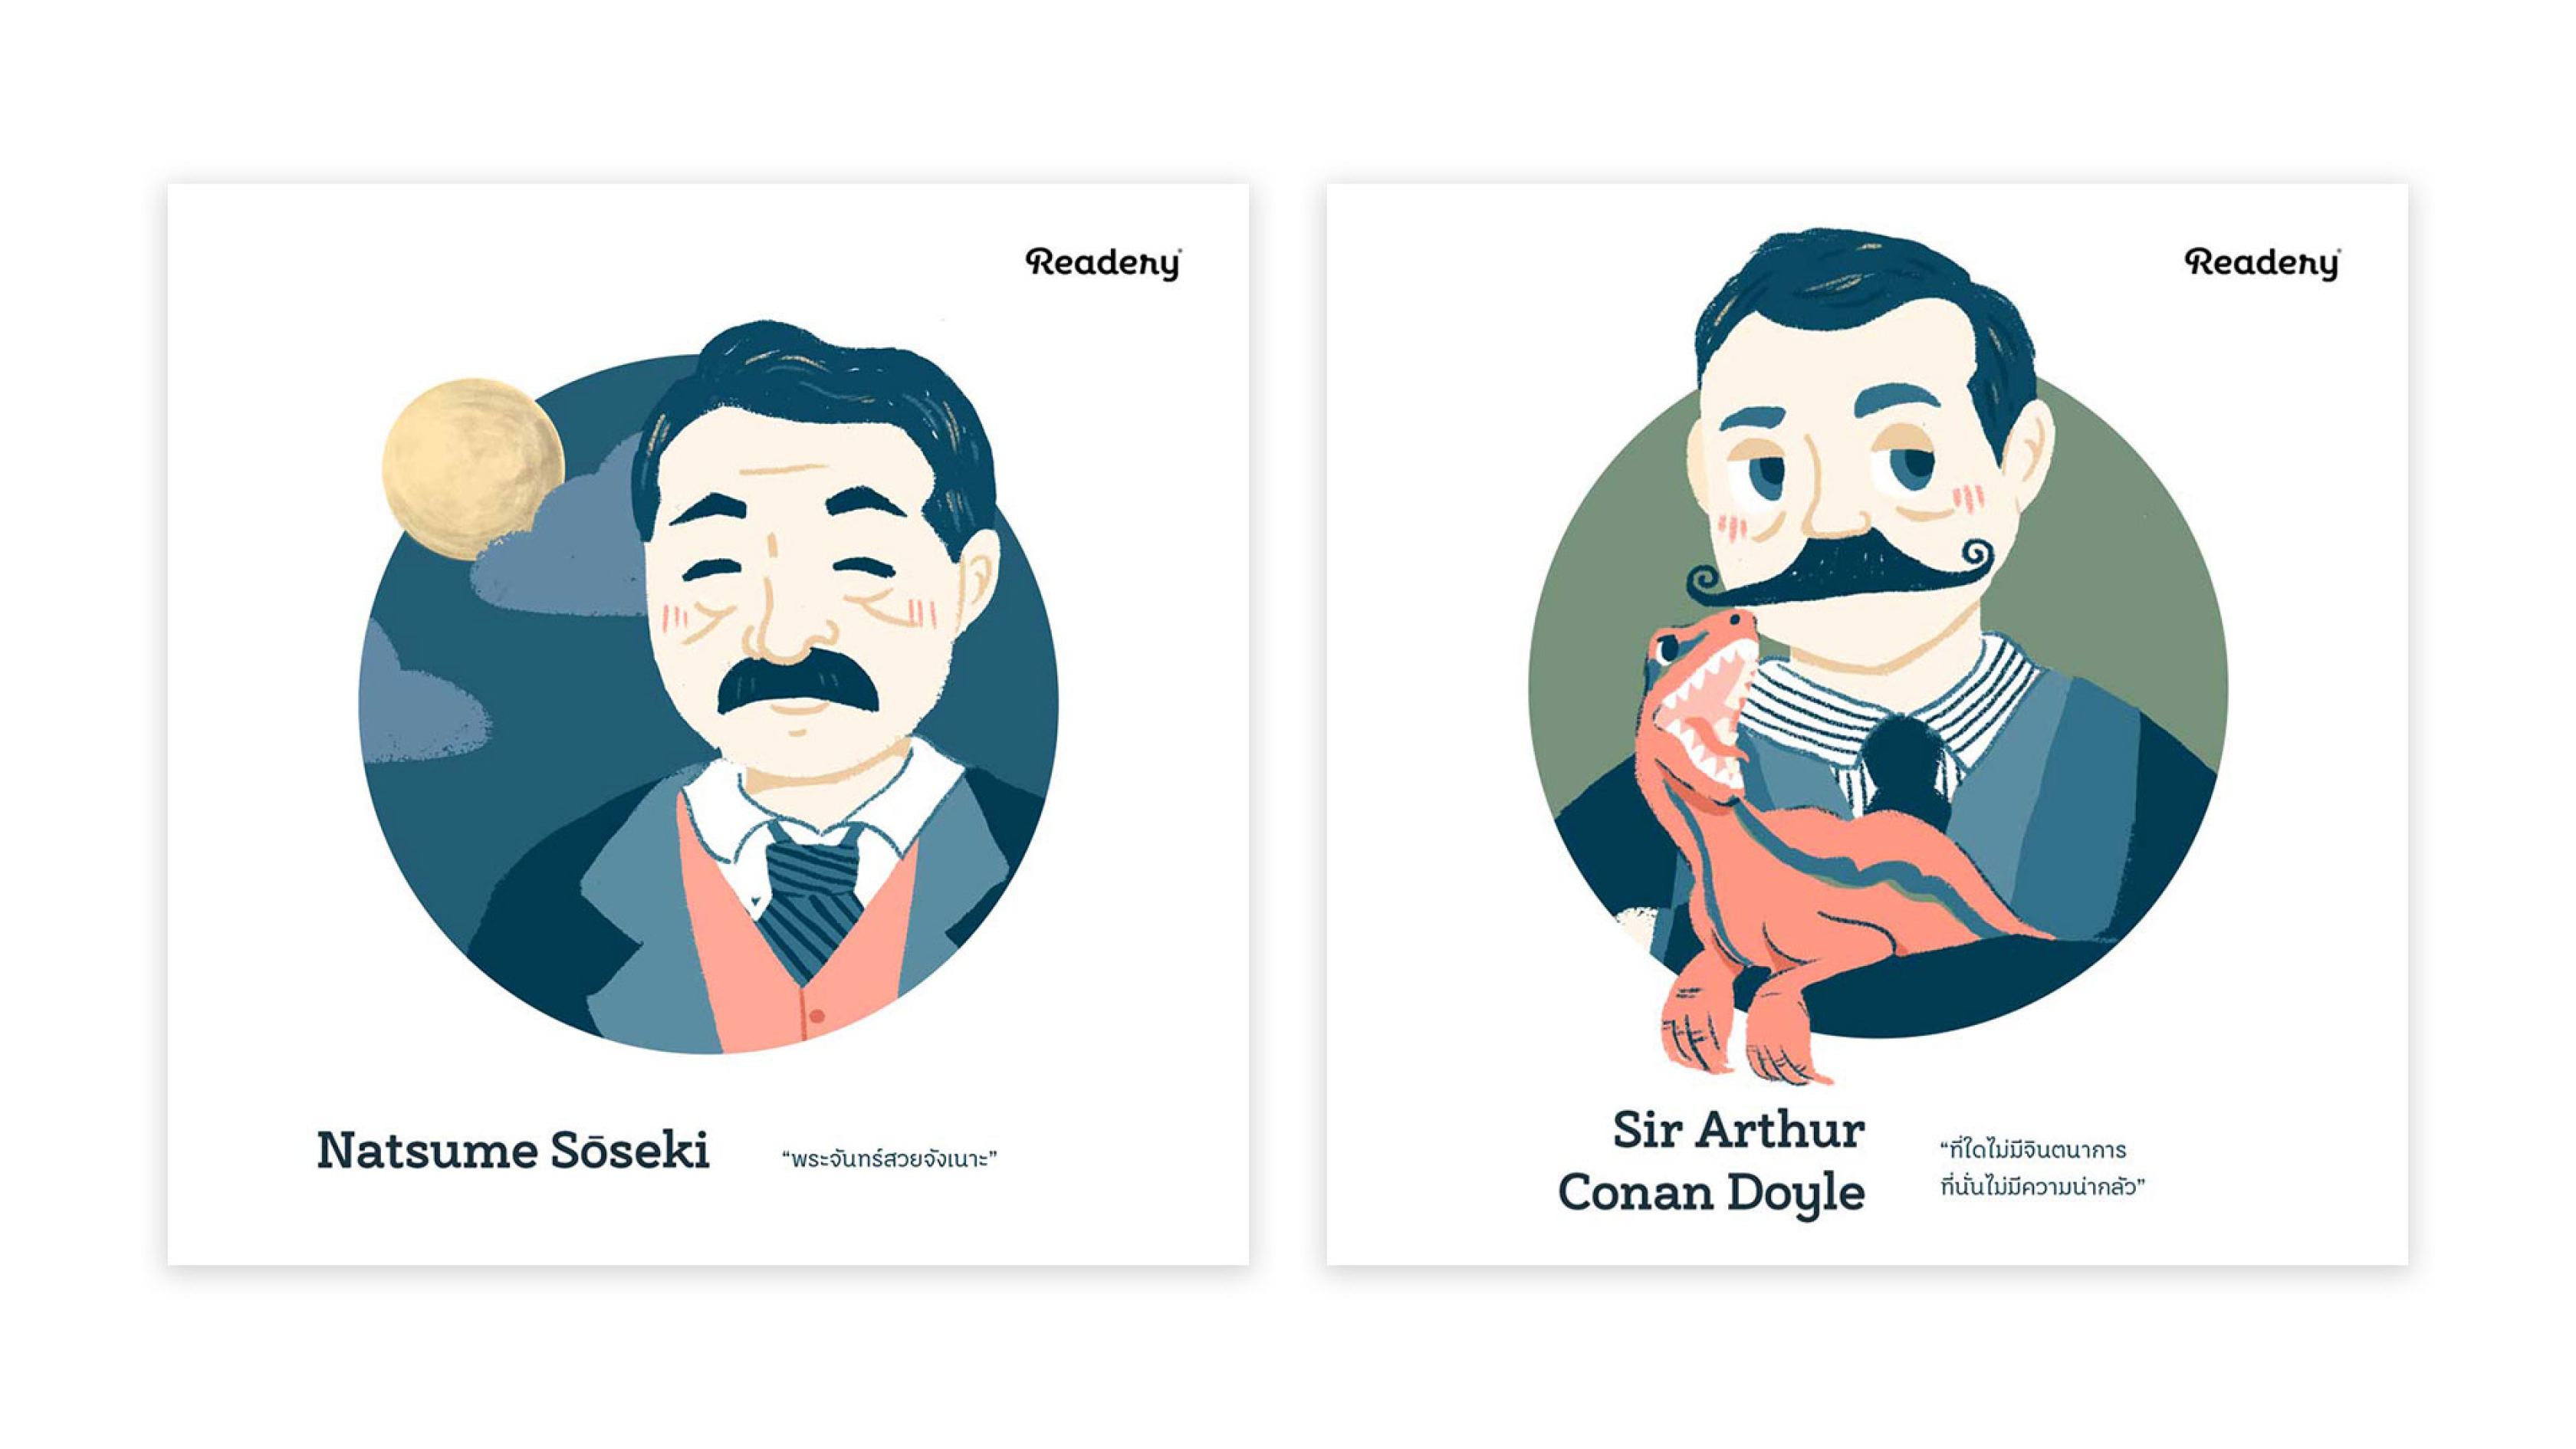 Readery
Natsume Sōseki
“พระจันทร์สวยจังเนาะ”
Readery
Sir Arthur
Conan Doyle
“ที่ใดไม่มีจินตนาการ
ที่นั่นไม่มีความน่ากลัว”